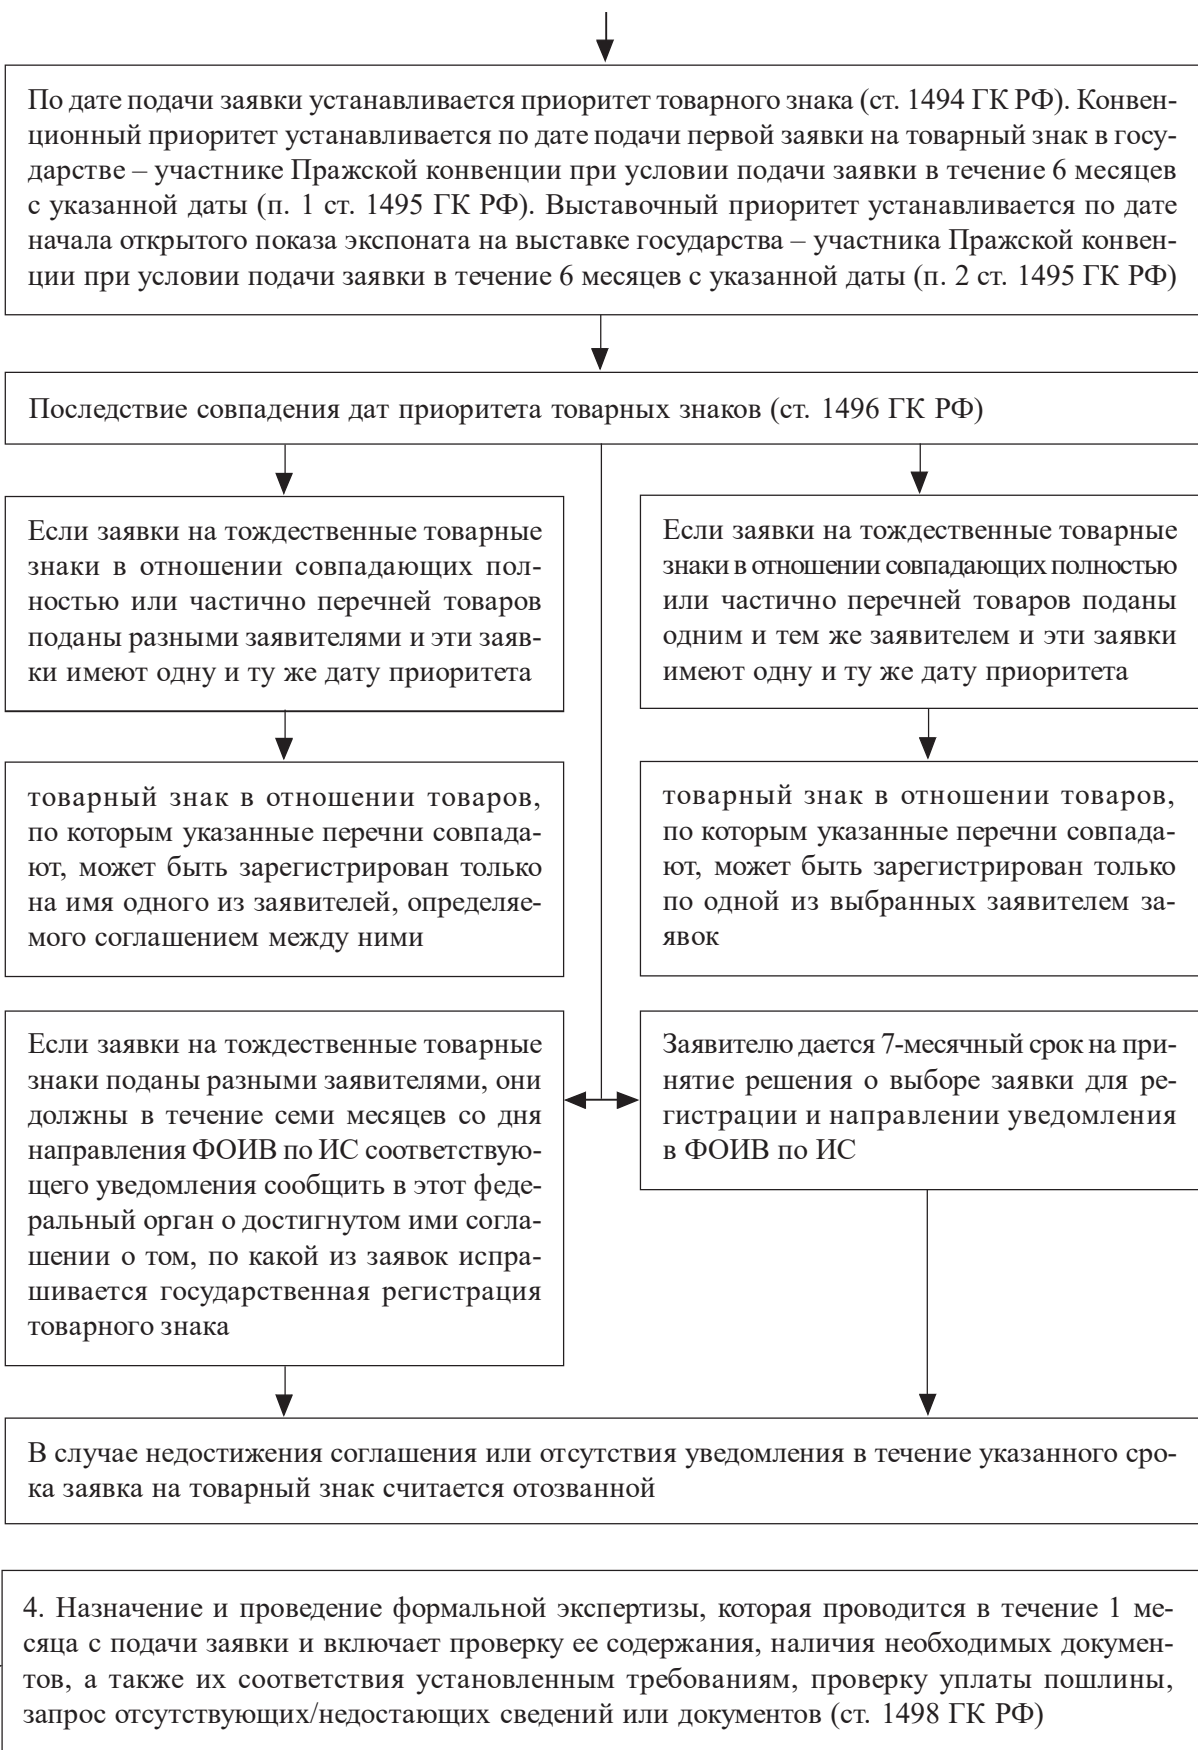 По дате подачи заявки устанавливается приоритет товарного знака (ст. 1494 ГК РФ). Конвен-
ционный приоритет устанавливается по дате подачи первой заявки на товарный знак в госу-
дарстве – участнике Пражской конвенции при условии подачи заявки в течение 6 месяцев
с указанной даты (п. 1 ст. 1495 ГК РФ). Выставочный приоритет устанавливается по дате
начала открытого показа экспоната на выставке государства – участника Пражской конвен-
ции при условии подачи заявки в течение 6 месяцев с указанной даты (п. 2 ст. 1495 ГК РФ)
Последствие совпадения дат приоритета товарных знаков (ст. 1496 ГК РФ)
Если заявки на тождественные товарные
знаки в отношении совпадающих пол-
ностью или частично перечней товаров
поданы разными заявителями и эти заяв-
ки имеют одну и ту же дату приоритета
Если заявки на тождественные товарные
знаки в отношении совпадающих полностью
или частично перечней товаров поданы
одним и тем же заявителем и эти заявки
имеют одну и ту же дату приоритета
товарный знак в отношении товаров,
по которым указанные перечни совпада-
ют, может быть зарегистрирован только
на имя одного из заявителей, определяе-
мого соглашением между ними
товарный знак в отношении товаров,
по которым указанные перечни совпада-
ют, может быть зарегистрирован только
по одной из выбранных заявителем за-
явок
Если заявки на тождественные товарные
знаки поданы разными заявителями, они
должны в течение семи месяцев со дня
направления ФОИВ по ИС соответствую-
щего уведомления сообщить в этот феде-
ральный орган о достигнутом ими согла-
шении о том, по какой из заявок испра-
шивается государственная регистрация
товарного знака
Заявителю дается 7-месячный срок на при-
нятие решения о выборе заявки для ре-
гистрации и направлении уведомления
в ФОИВ по ИС
В случае недостижения соглашения или отсутствия уведомления в течение указанного сро-
ка заявка на товарный знак считается отозванной
4. Назначение и проведение формальной экспертизы, которая проводится в течение 1 ме-
сяца с подачи заявки и включает проверку ее содержания, наличия необходимых докумен-
тов, а также их соответствия установленным требованиям, проверку уплаты пошлины,
запрос отсутствующих/недостающих сведений или документов (ст. 1498 ГК РФ)